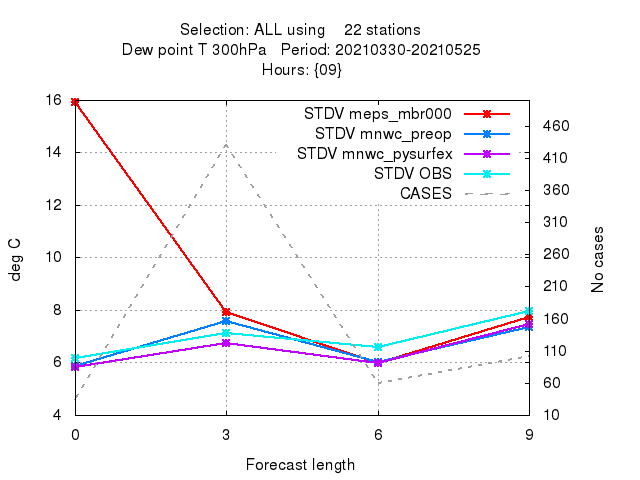 Selection: ALL using    22 stations
Dew point T 300hPa   Period: 20210330-20210525
Hours: {09}
STDV meps_mbr000
STDV mnwc_preop
STDV mnwc_pysurfex
STDV OBS
CASES
16
14
12
10
8
6
4
deg C
460
410
360
310
260
210
160
110
60
10
No cases
0 3 6 9
Forecast length